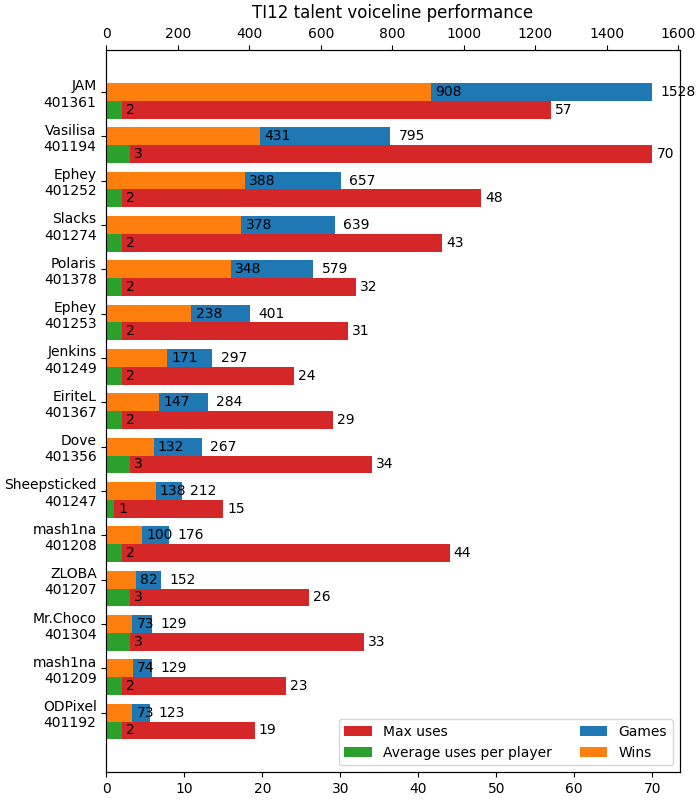 TI12 talent voiceline performance
0 200 400 600 800 1000 1200 1400 1600
JAM
401361
908 1528
2 57
Vasilisa
401194
431 795
3 70
Ephey
401252
388 657
2 48
Slacks
401274
378 639
2 43
Polaris
401378
348 579
2 32
Ephey
401253
238 401
2 31
Jenkins
401249
171 297
2 24
EiriteL
401367
147 284
2 29
Dove
401356
132 267
3 34
Sheepsticked
401247
138 212
1 15
mash1na
401208
100 176
2 44
ZLOBA
401207
82 152
3 26
Mr.Choco
401304
73 129
3 33
mash1na
401209
74 129
2 23
ODPixel
401192
73 123
2 19
Max uses
Average uses per player
Games
Wins
0 10 20 30 40 50 60 70